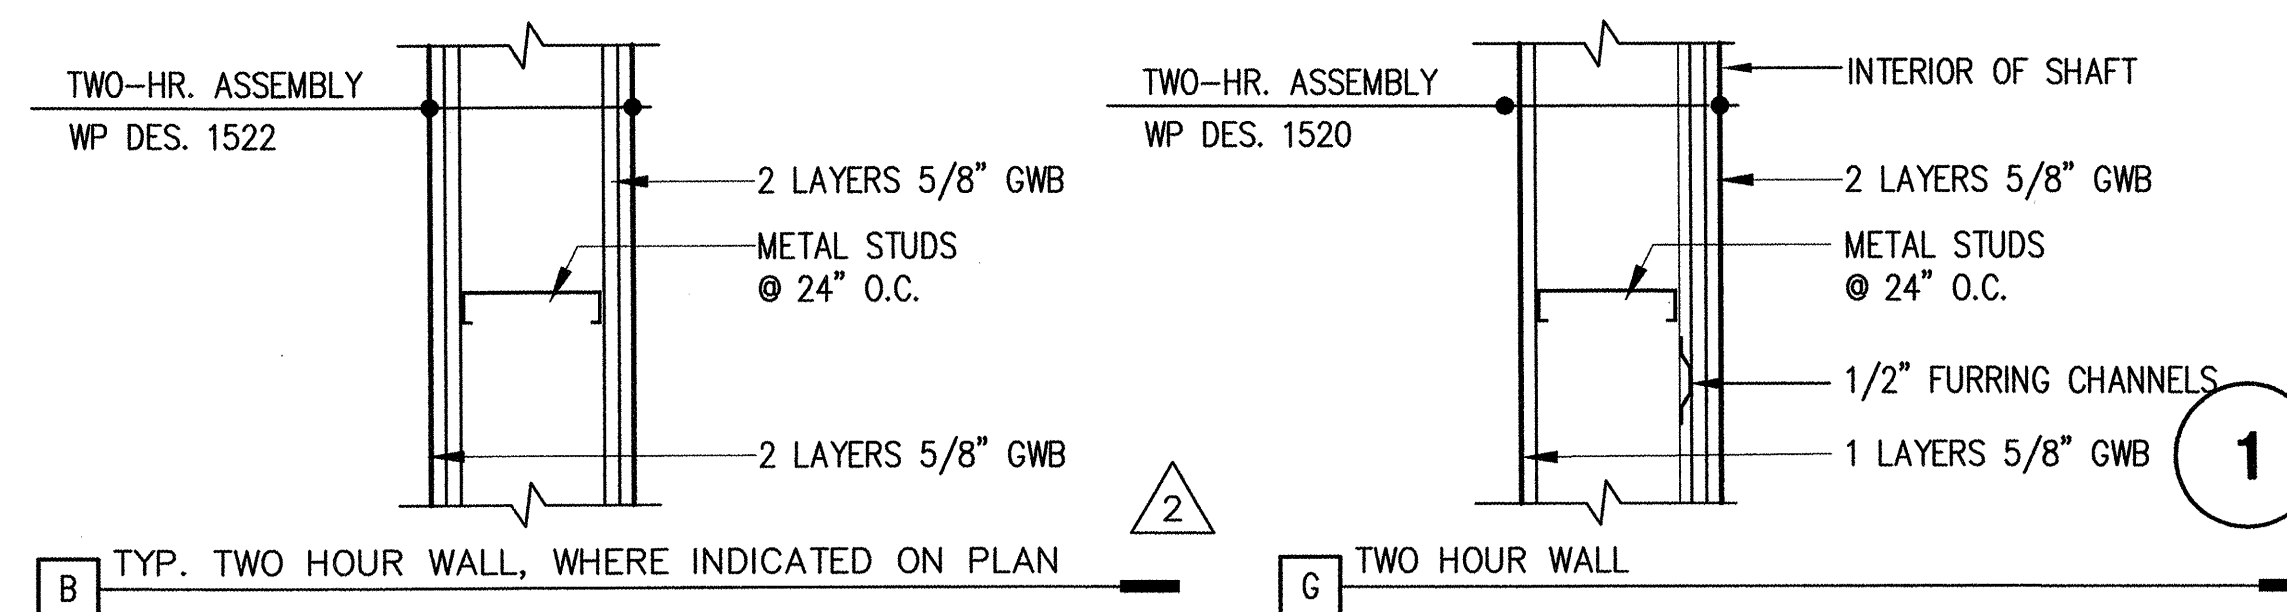 TWO-HR. ASSEMBLY
WP DES. 1522
2 LAYERS 5/8" GWB
METAL STUDS
@ 24" O.C.
2 LAYERS 5/8" GWB
2
B
TYP. TWO HOUR WALL, WHERE INDICATED ON PLAN
TWO-HR. ASSEMBLY
WP DES. 1520
INTERIOR OF SHAFT
2 LAYERS 5/8" GWB
METAL STUDS
@ 24" O.C.
1/2" FURRING CHANNELS
1 LAYERS 5/8" GWB
1
G
TWO HOUR WALL